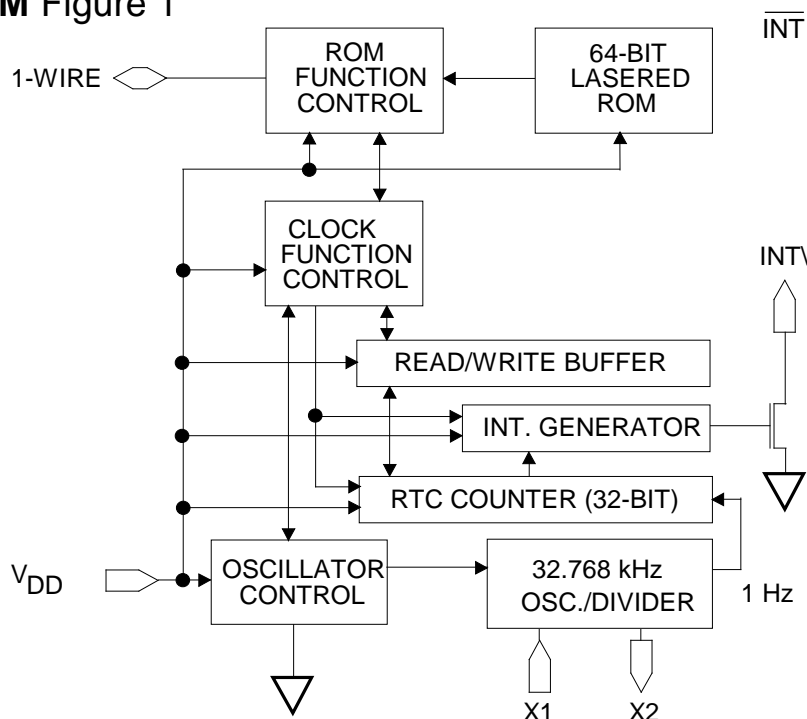 M Figure 1
INT
1-WIRE
ROM
FUNCTION
CONTROL
64-BIT
LASERED
ROM
CLOCK
FUNCTION
CONTROL
INT\
READ/WRITE BUFFER
INT. GENERATOR
RTC COUNTER (32-BIT)
VDD
OSCILLATOR
CONTROL
32.768 kHz
OSC./DIVIDER
1 Hz
X1
X2